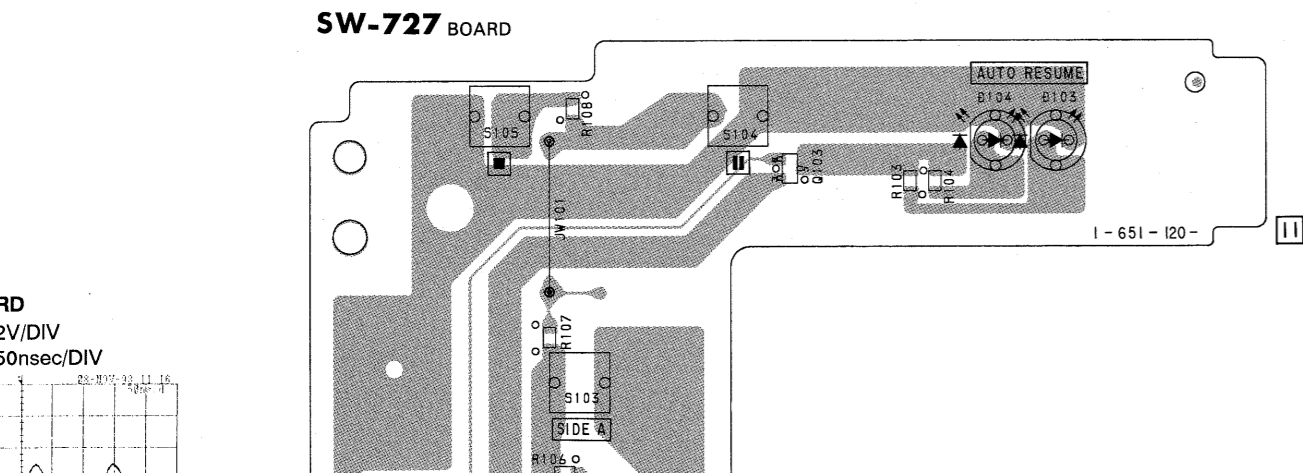 SW-727 BOARD
AUTO RESUME
D104
D103
R108
S105
S104
Q103
R103
R104
JW101
1-651-120-
11
RD
2V/DIV
50nsec/DIV
R107
S103
SIDE A
R106